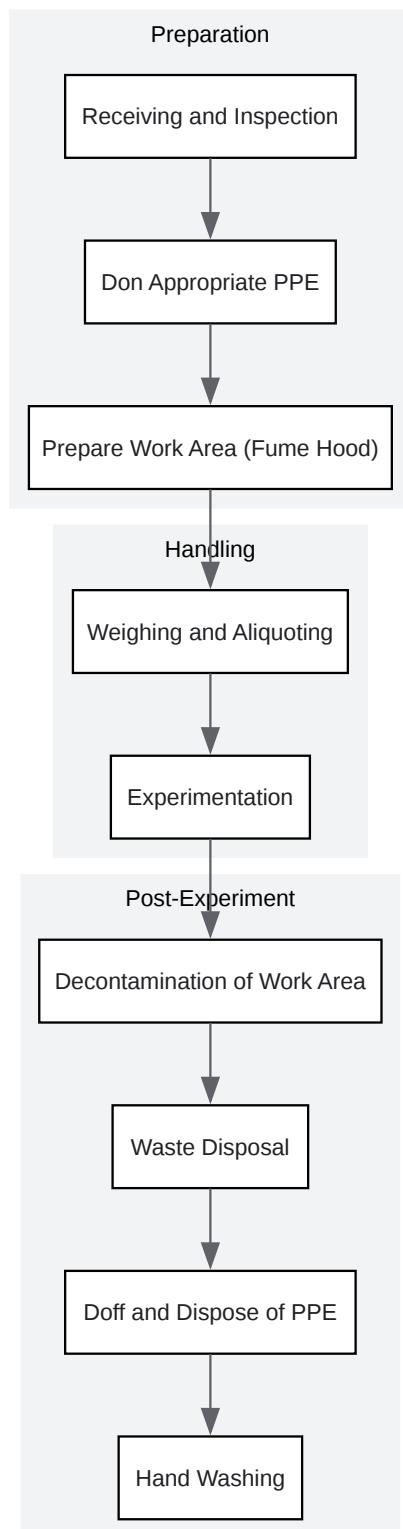 Preparation
Receiving and Inspection
Don Appropriate PPE
Prepare Work Area (Fume Hood)
Handling
Weighing and Aliquoting
Experimentation
Post-Experiment
Decontamination of Work Area
Waste Disposal
Doff and Dispose of PPE
Hand Washing